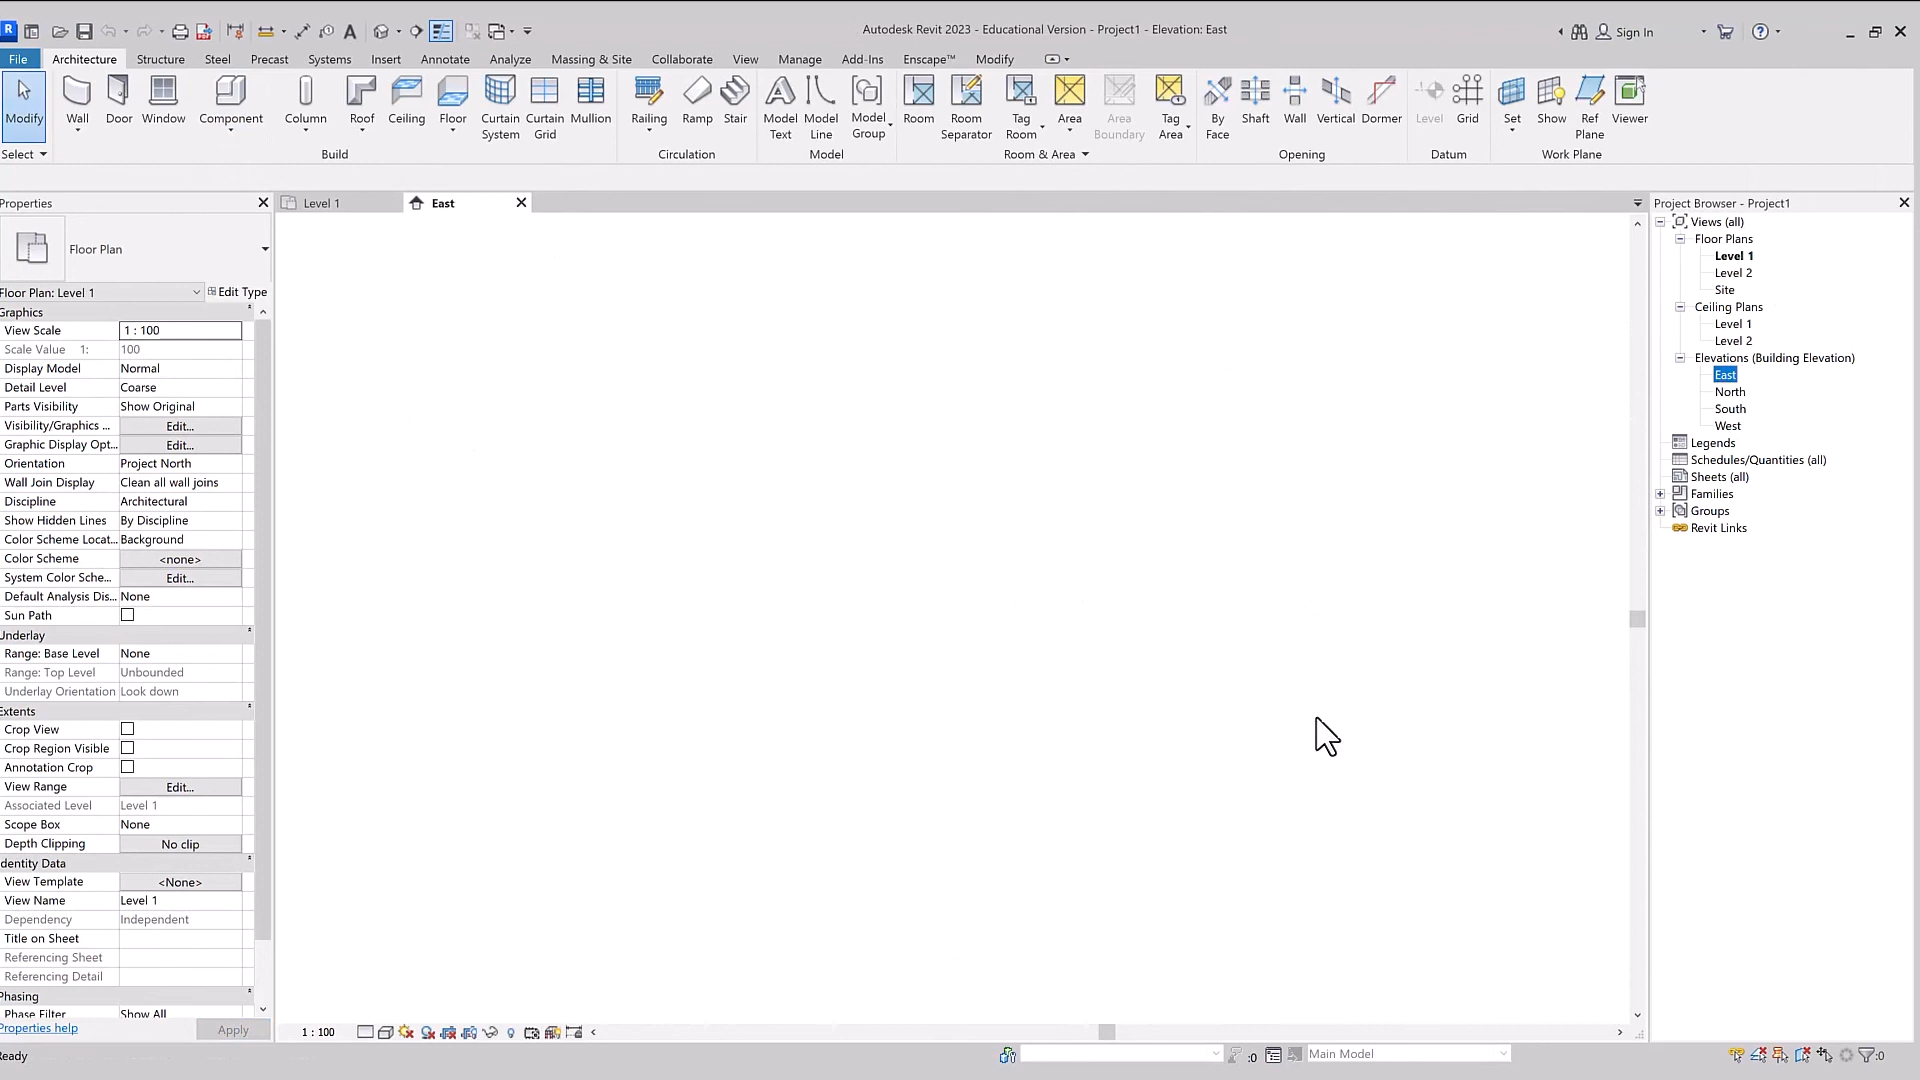 Autodesk Revit 2023 - Educational Version - Project1 - Elevation: East
Sign In
File Architecture Structure Steel Precast Systems Insert Annotate Analyze Massing & Site Collaborate View Manage Add-Ins Enscape™ Modify
Modify Wall Door Window Component Column Roof Ceiling Floor Curtain System Curtain Grid Mullion Railing Ramp Stair Model Text Model Line Model Group Room Room Separator Tag Room Area Area Boundary Tag Area By Face Shaft Wall Vertical Dormer Level Grid Set Show Ref Plane Viewer
Select Build Circulation Model Room & Area Opening Datum Work Plane
Properties
Floor Plan
Floor Plan: Level 1 Edit Type
Graphics
View Scale 1 : 100
Scale Value 1: 100
Display Model Normal
Detail Level Coarse
Parts Visibility Show Original
Visibility/Graphics ... Edit...
Graphic Display Opt... Edit...
Orientation Project North
Wall Join Display Clean all wall joins
Discipline Architectural
Show Hidden Lines By Discipline
Color Scheme Locat... Background
Color Scheme <none>
System Color Sche... Edit...
Default Analysis Dis... None
Sun Path
Underlay
Range: Base Level None
Range: Top Level Unbounded
Underlay Orientation Look down
Extents
Crop View
Crop Region Visible
Annotation Crop
View Range Edit...
Associated Level Level 1
Scope Box None
Depth Clipping No clip
Identity Data
View Template <None>
View Name Level 1
Dependency Independent
Title on Sheet
Referencing Sheet
Referencing Detail
Phasing
Phase Filter Show All
Properties help Apply
Ready
Level 1 East
1 : 100
:0 Main Model :0
Project Browser - Project1
Views (all)
Floor Plans
Level 1
Level 2
Site
Ceiling Plans
Level 1
Level 2
Elevations (Building Elevation)
East
North
South
West
Legends
Schedules/Quantities (all)
Sheets (all)
Families
Groups
Revit Links